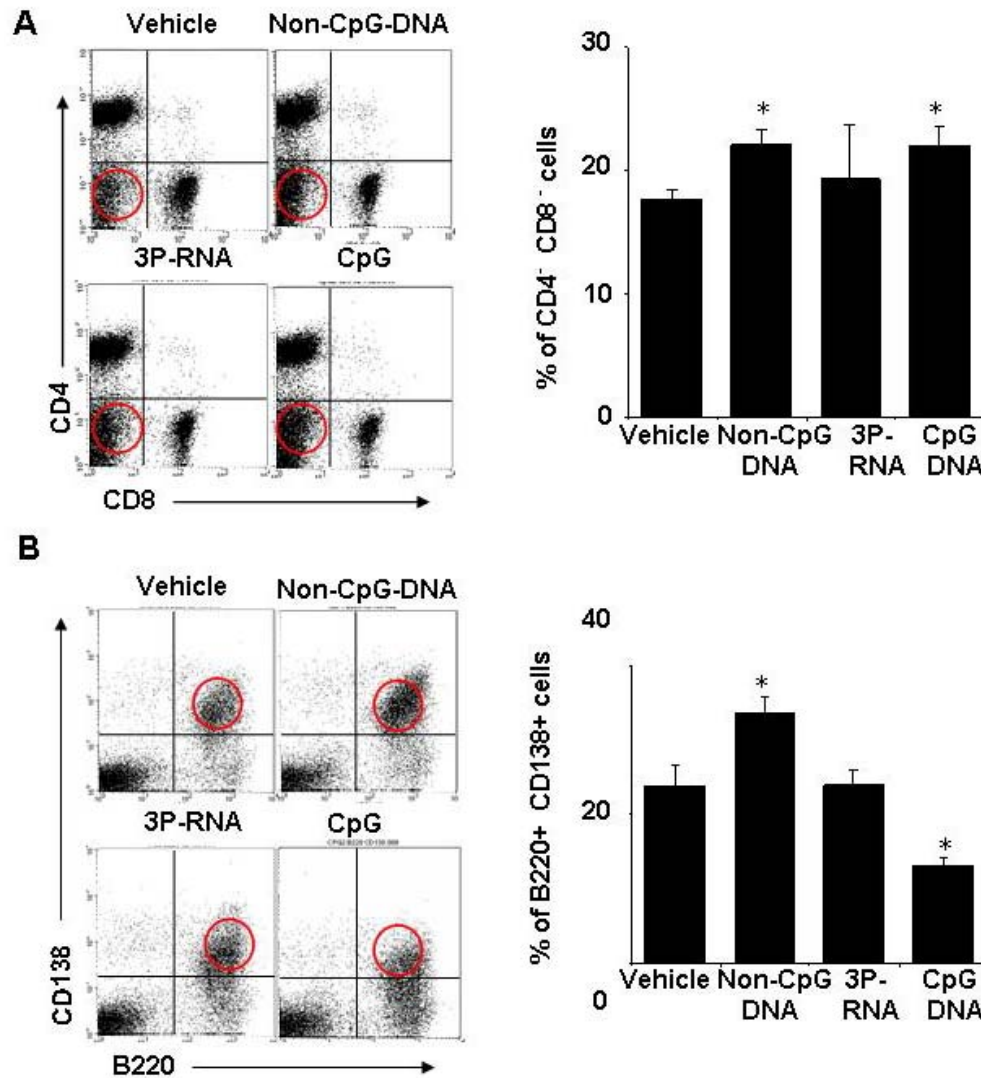 A
Vehicle
Non-CpG-DNA
3P-RNA
CpG
CD4
CD8
30
20
10
0
% of CD4⁻ CD8⁻ cells
Vehicle
Non-CpG
DNA
3P-
RNA
CpG
DNA
B
Vehicle
Non-CpG-DNA
3P-RNA
CpG
CD138
B220
40
20
0
% of B220+ CD138+ cells
Vehicle
Non-CpG
DNA
3P-
RNA
CpG
DNA